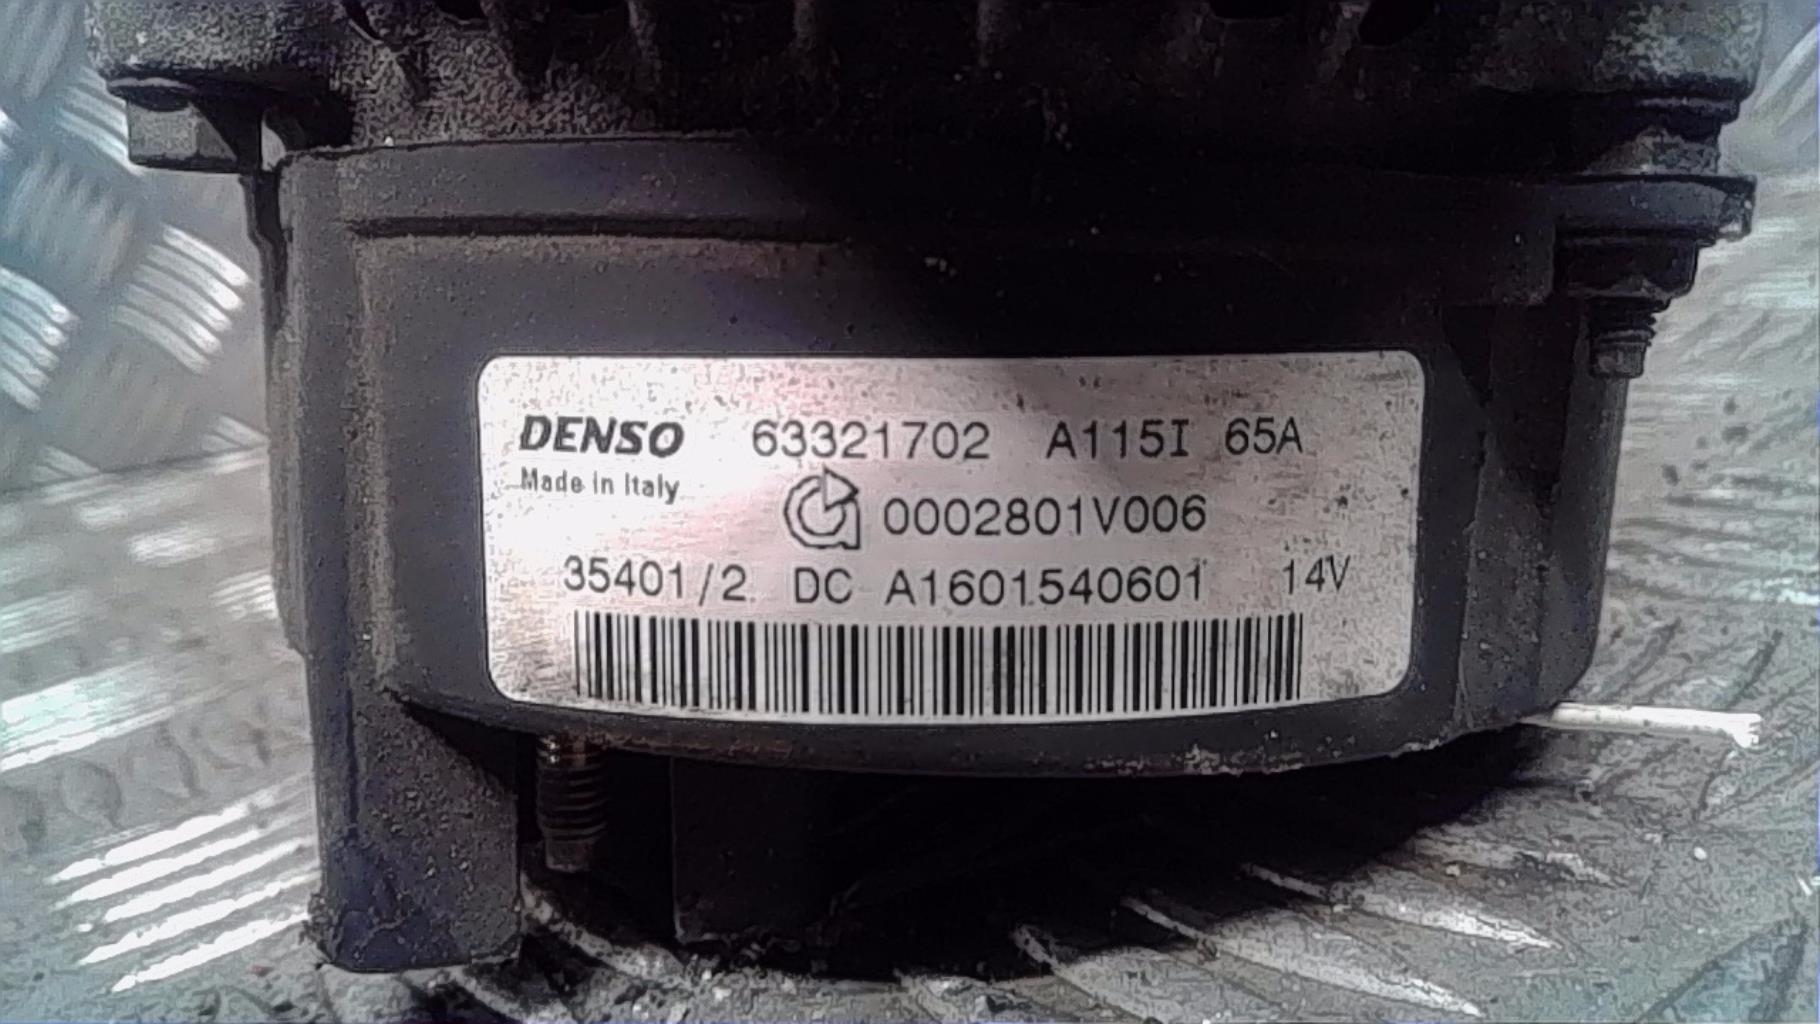 DENSO 63321702 A115I 65A
Made in Italy
0002801V006
35401/2 DC A1601540601 14V